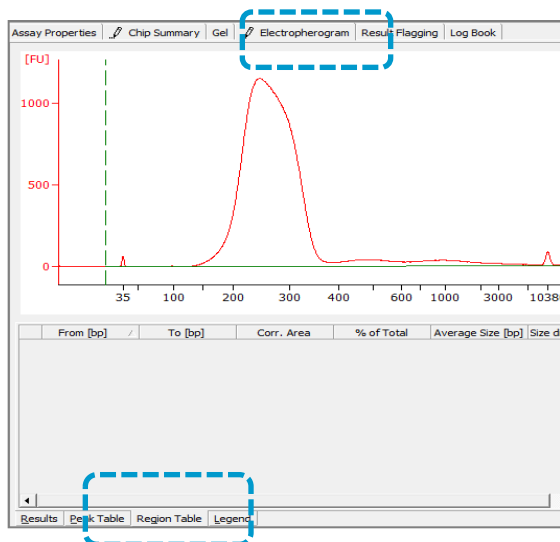 Assay Properties Chip Summary Gel Electropherogram Result Flagging Log Book
[FU]
1000
500
0
35 100 200 300 400 600 1000 3000 10380
From [bp] / To [bp] Corr. Area % of Total Average Size [bp] Size d
Results Peak Table Region Table Legend